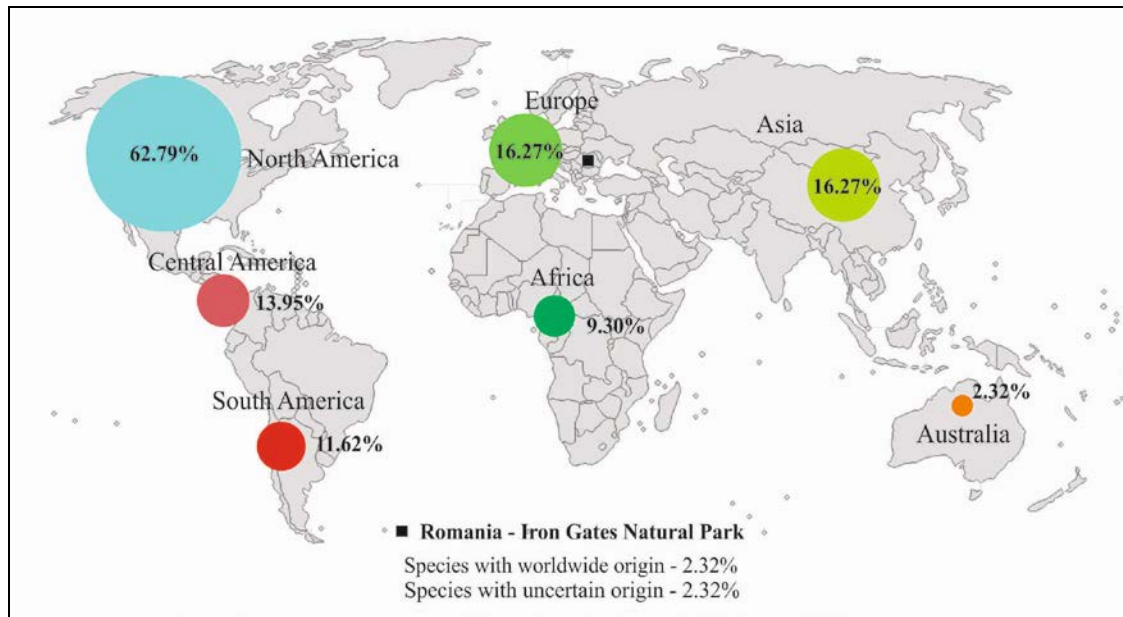 Europe
Asia
62.79%
North America
16.27%
16.27%
Central America
13.95%
Africa
9.30%
South America
11.62%
2.32%
Australia
Romania - Iron Gates Natural Park
Species with worldwide origin - 2.32%
Species with uncertain origin - 2.32%